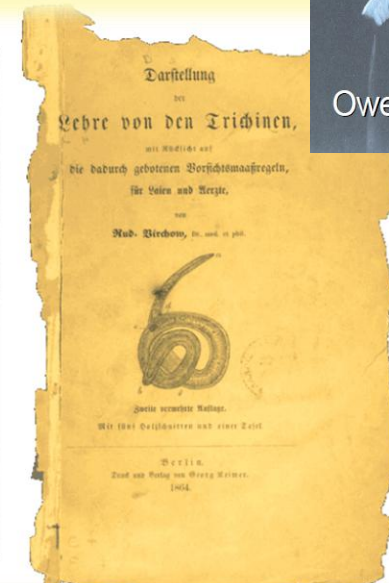 Darstellung
der
Lehre von den Trichinen,
mit Rücksicht auf
die dadurch gebotenen Vorsichtsmaaßregeln,
für Laien und Aerzte,
von
Rud. Virchow, Dr. med. et phil.
Zweite vermehrte Auflage.
Mit fünf Holzschnitten und einer Tafel.
Berlin.
Druck und Verlag von Georg Reimer.
1864.
Owe